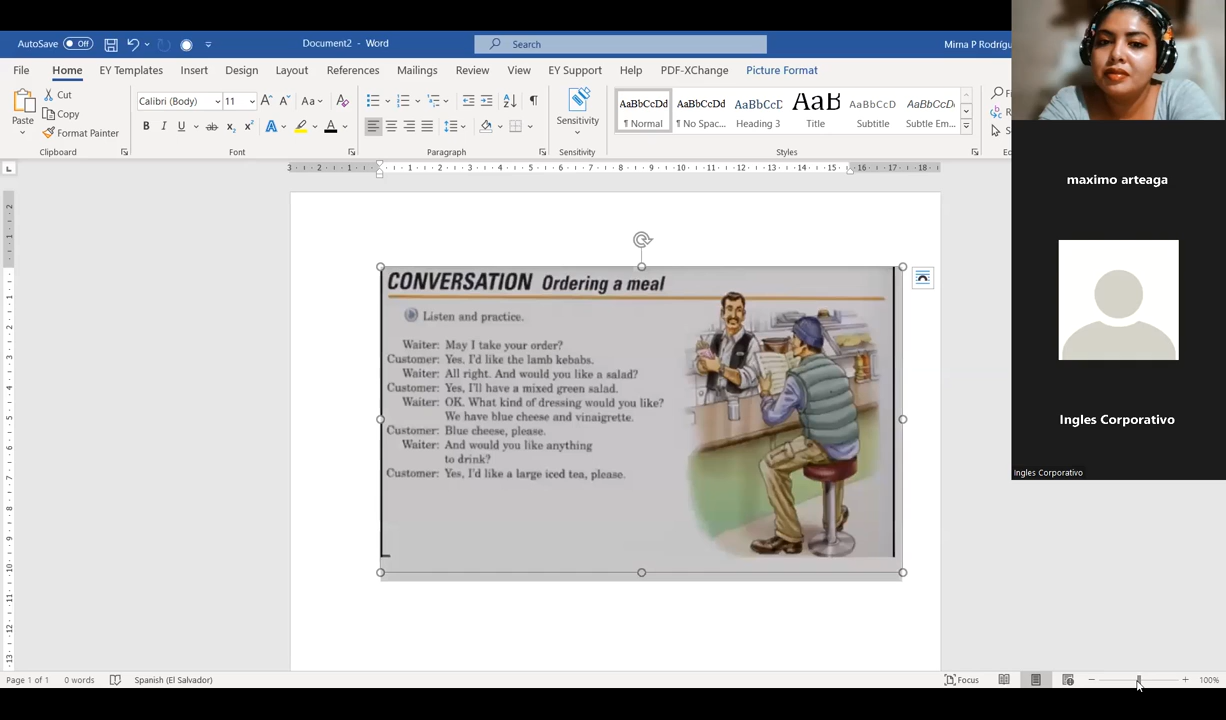 AutoSave Off
Document2 - Word
Search
Mirna P Rodrígu
File Home EY Templates Insert Design Layout References Mailings Review View EY Support Help PDF-XChange Picture Format
Paste
Cut
Copy
Format Painter
Clipboard
Calibri (Body) 11
Font
Paragraph
Sensitivity
Sensitivity
AaBbCcDd
¶ Normal
AaBbCcDd
¶ No Spac...
AaBbCcD
Heading 3
AaB
Title
AaBbCcD
Subtitle
AaBbCcDd
Subtle Em...
Styles
CONVERSATION Ordering a meal
Listen and practice.
Waiter: May I take your order?
Customer: Yes. I'd like the lamb kebabs.
Waiter: All right. And would you like a salad?
Customer: Yes, I'll have a mixed green salad.
Waiter: OK. What kind of dressing would you like?
We have blue cheese and vinaigrette.
Customer: Blue cheese, please.
Waiter: And would you like anything
to drink?
Customer: Yes, I'd like a large iced tea, please.
maximo arteaga
Ingles Corporativo
Ingles Corporativo
Page 1 of 1 0 words Spanish (El Salvador) Focus 100%